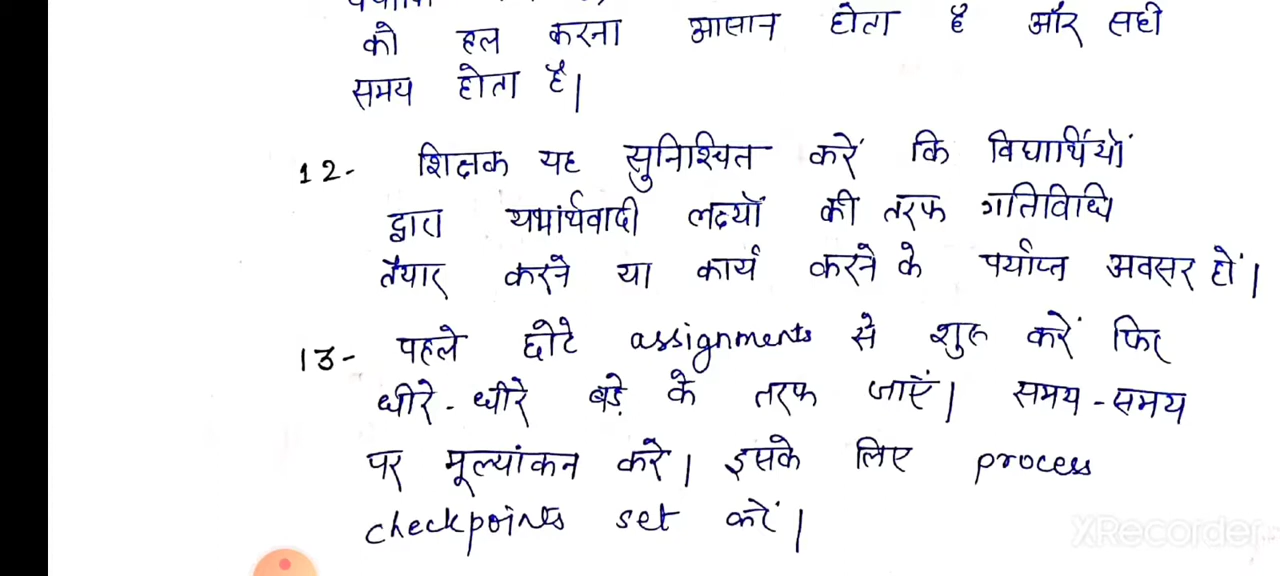 को हल करना आसान होता है और सही
समय होता है।
12- शिक्षक यह सुनिश्चित करें कि विद्यार्थियों
द्वारा यथार्थवादी लक्ष्यों की तरफ गतिविधि
तैयार करने या कार्य करने के पर्याप्त अवसर हों।
13- पहले छोटे assignments से शुरू करें फिर
धीरे-धीरे बड़े के तरफ जाएँ। समय-समय
पर मूल्यांकन करे। इसके लिए process
checkpoints set करें।
XRecorder